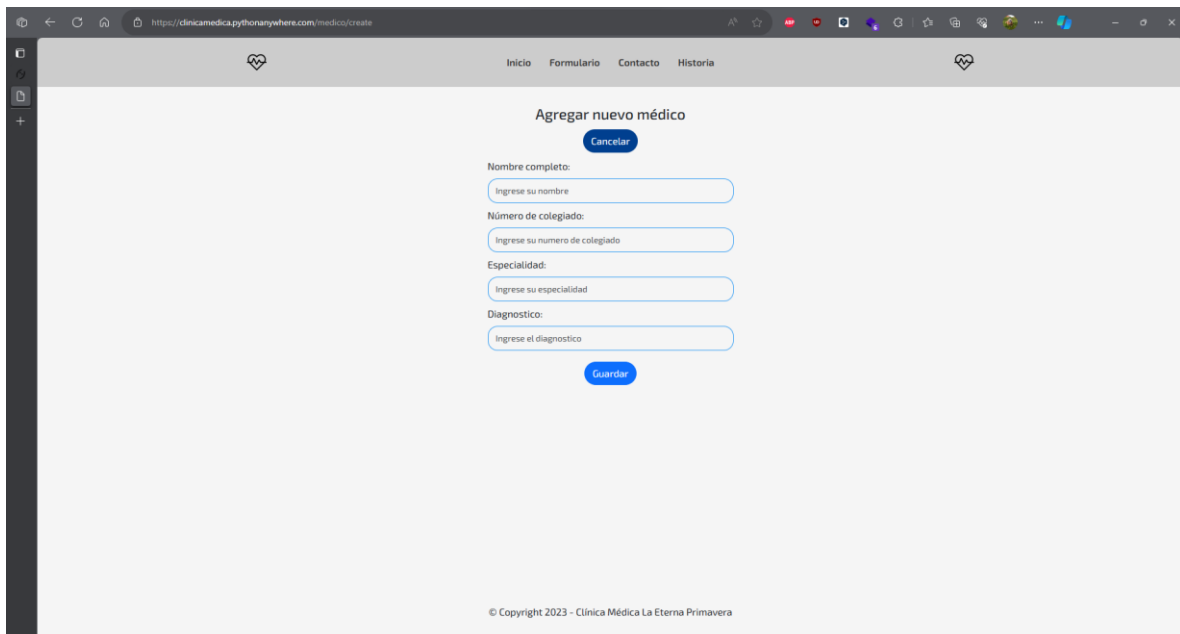 https://clinicamedica.pythonanywhere.com/medico/create
Inicio Formulario Contacto Historia
Agregar nuevo médico
Cancelar
Nombre completo:
Ingrese su nombre
Número de colegiado:
Ingrese su numero de colegiado
Especialidad:
Ingrese su especialidad
Diagnostico:
Ingrese el diagnostico
Guardar
© Copyright 2023 - Clínica Médica La Eterna Primavera